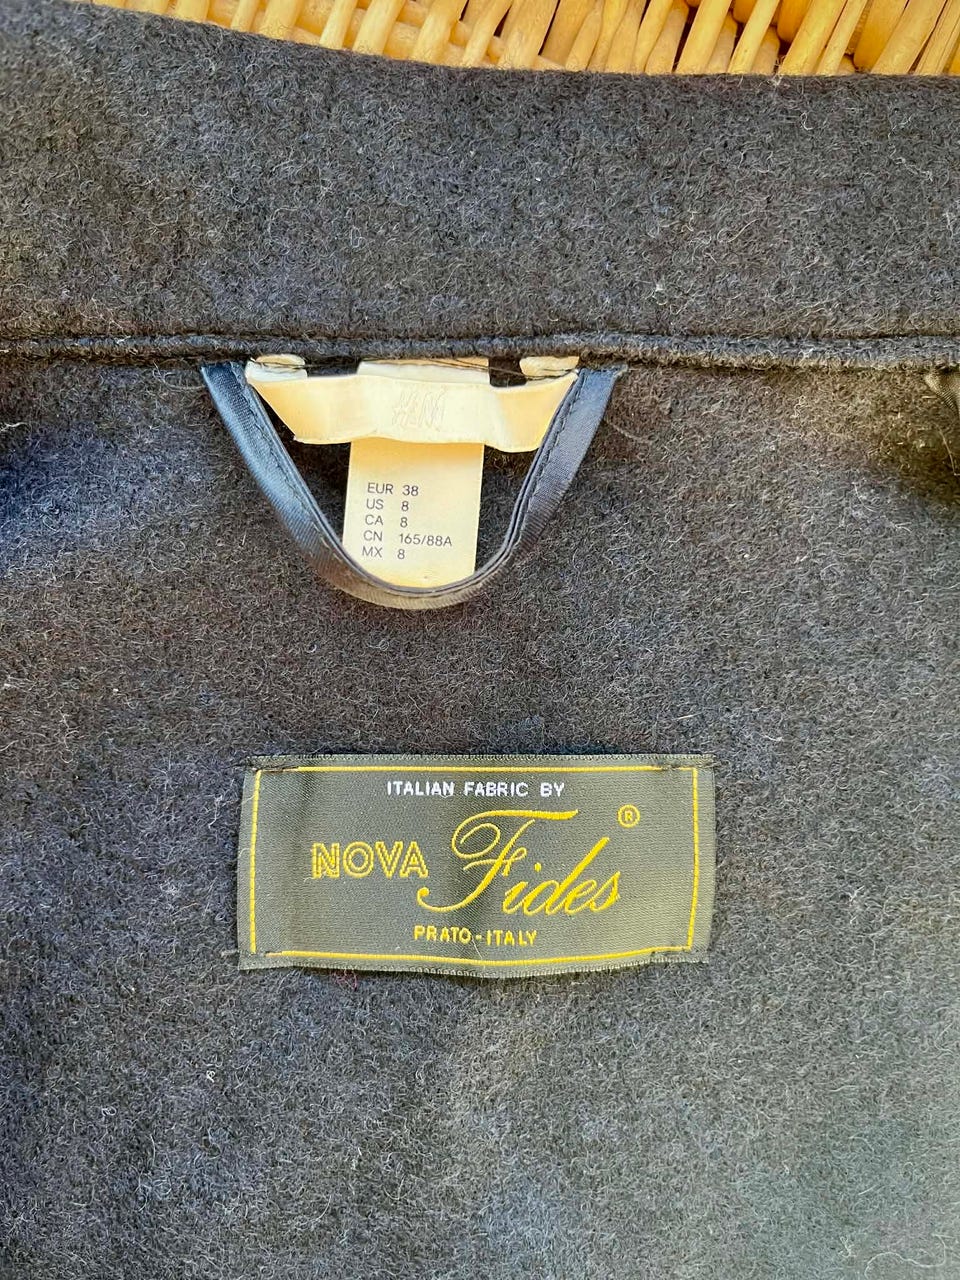 H&M
EUR 38
US 8
CA 8
CN 165/88A
MX 8
ITALIAN FABRIC BY
NOVA Fides ®
PRATO-ITALY